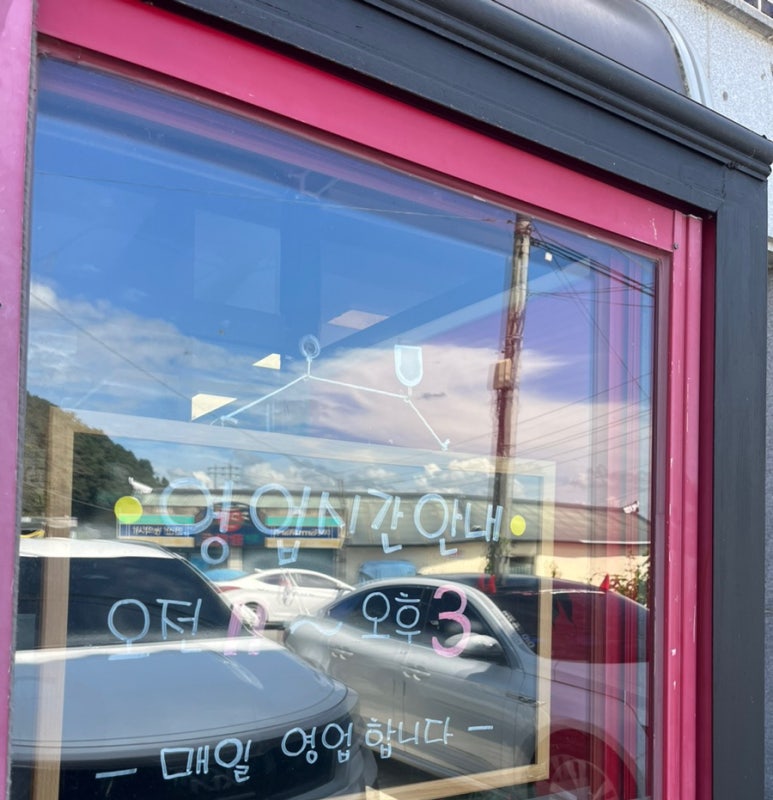 영업시간안내
오전 11 ~ 오후 3
- 매일 영업합니다 -